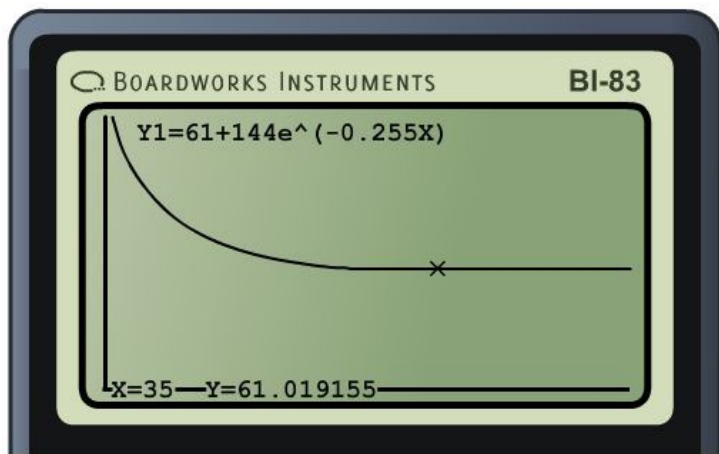 BOARDWORKS INSTRUMENTS BI-83
Y1=61+144e^(-0.255X)
X=35 Y=61.019155